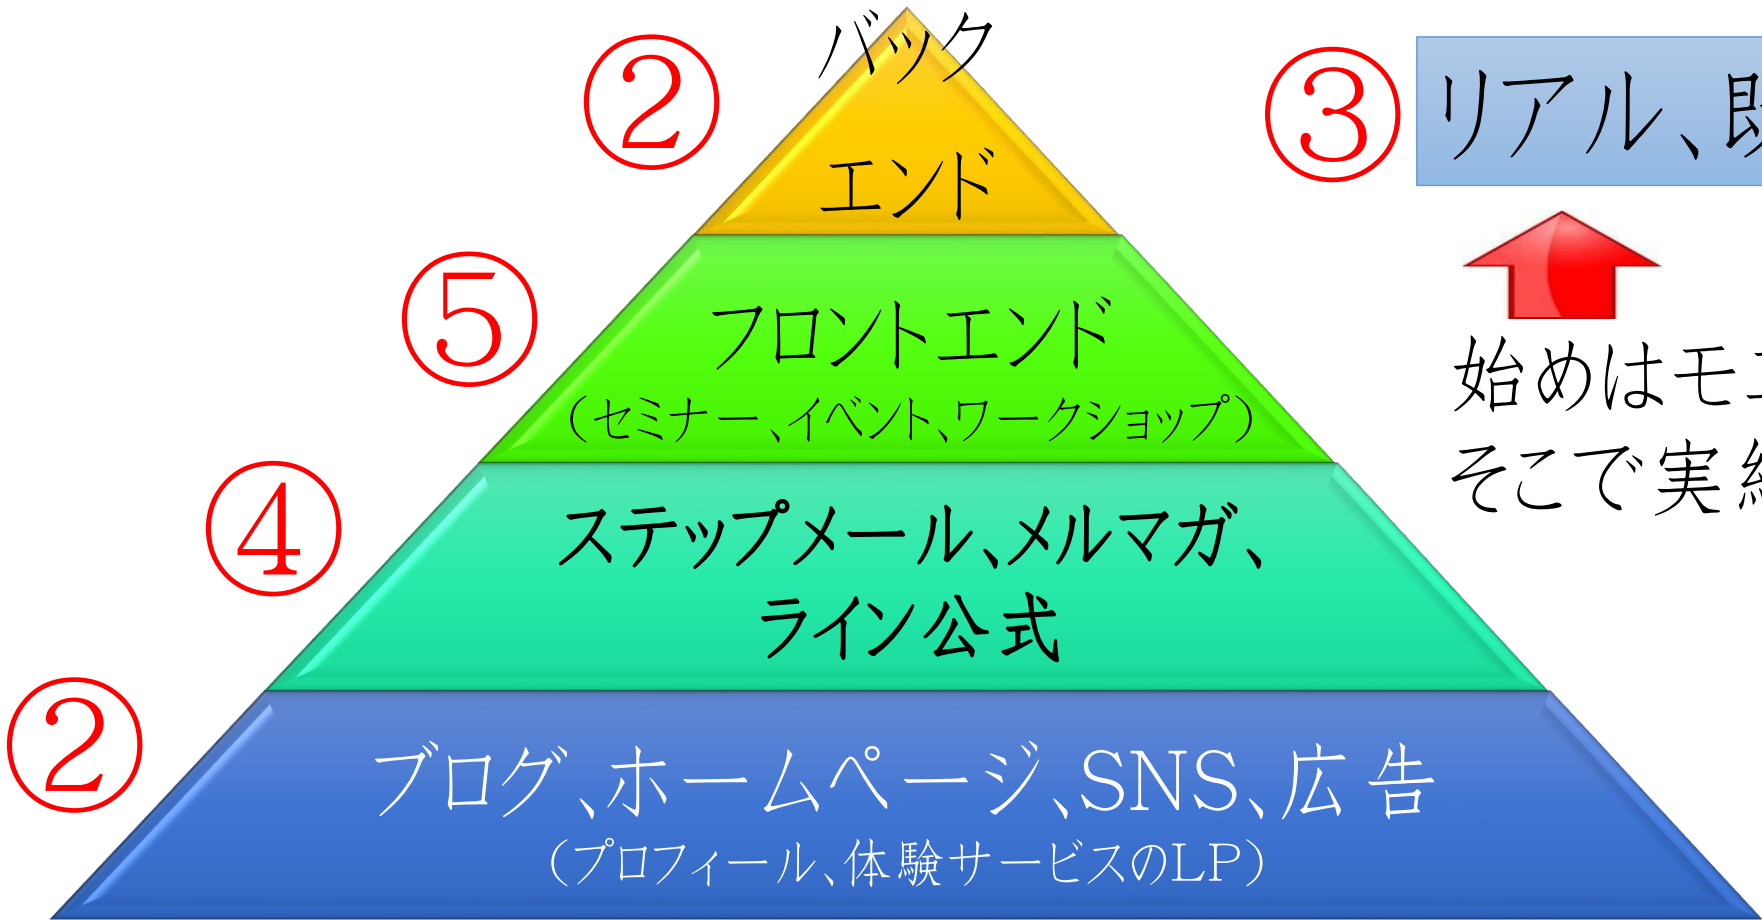 ②
バック
エンド
③
リアル、既
始めはモニ
そこで実績
⑤
フロントエンド
（セミナー、イベント、ワークショップ）
④
ステップメール、メルマガ、
ライン公式
②
ブログ、ホームページ、SNS、広告
（プロフィール、体験サービスのLP）